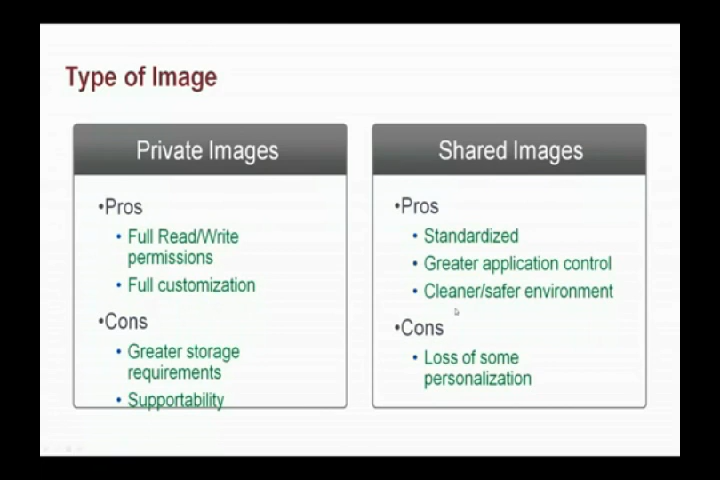 Type of Image
Private Images
•Pros
• Full Read/Write
permissions
• Full customization
•Cons
• Greater storage
requirements
• Supportability
Shared Images
•Pros
• Standardized
• Greater application control
• Cleaner/safer environment
•Cons
• Loss of some
personalization